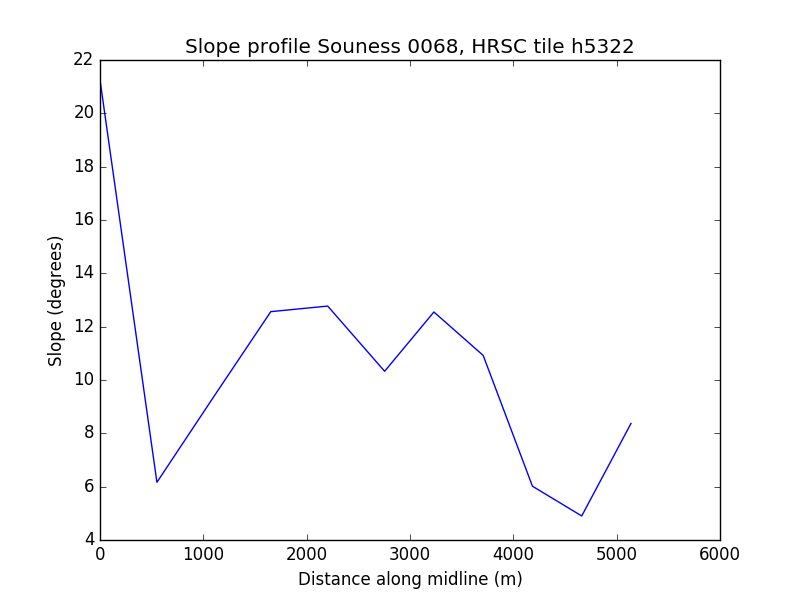 Slope profile Souness 0068, HRSC tile h5322
22
20
18
16
14
12
10
8
6
4
Slope (degrees)
0 1000 2000 3000 4000 5000 6000
Distance along midline (m)